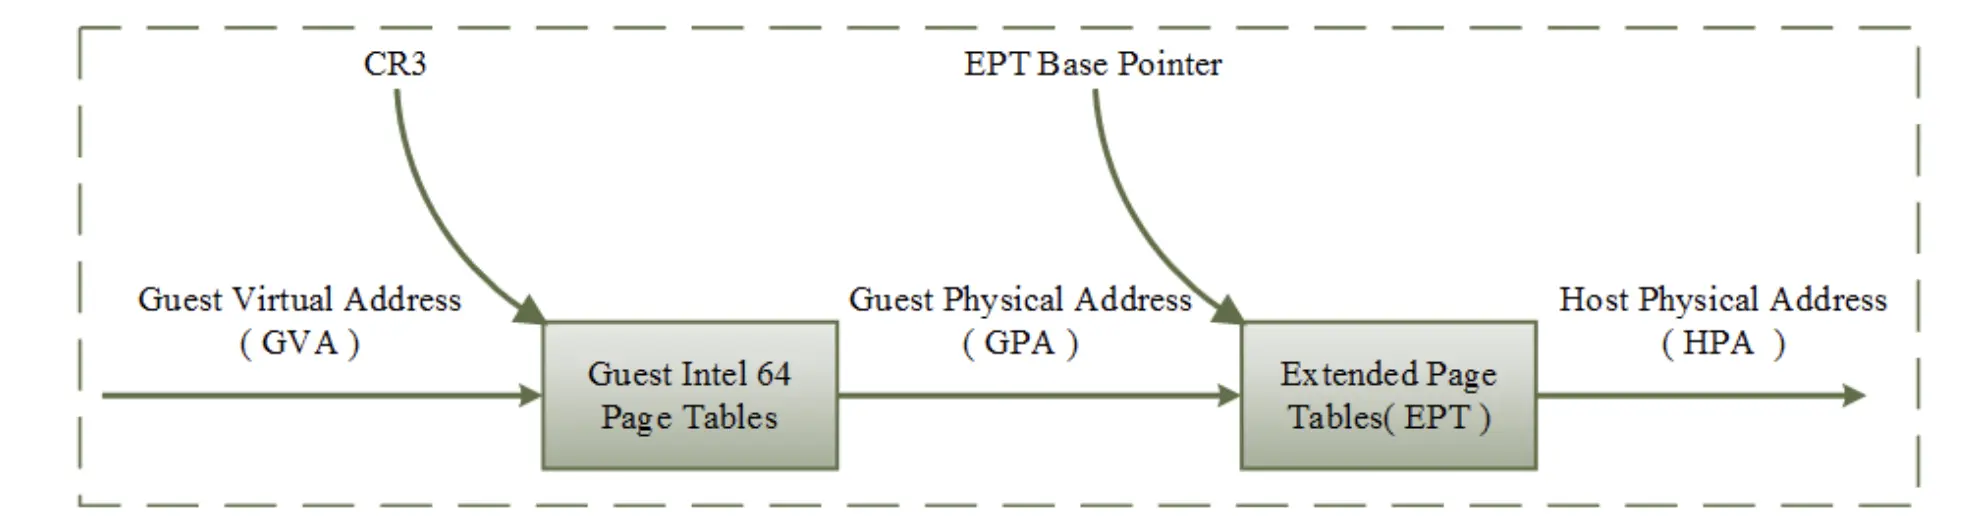 CR3
EPT Base Pointer
Guest Virtual Address
( GVA )
Guest Physical Address
( GPA )
Host Physical Address
( HPA )
Guest Intel 64
Page Tables
Extended Page
Tables( EPT )